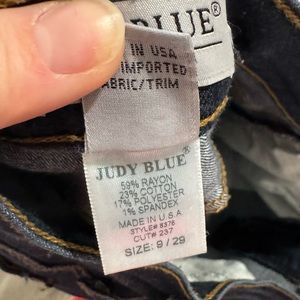 BLUE®
IN USA
IMPORTED
FABRIC/TRIM
JUDY BLUE®
59% RAYON
23% COTTON
17% POLYESTER
1% SPANDEX
MADE IN U.S.A
STYLE# 8376
CUT# 237
SIZE: 9 / 29